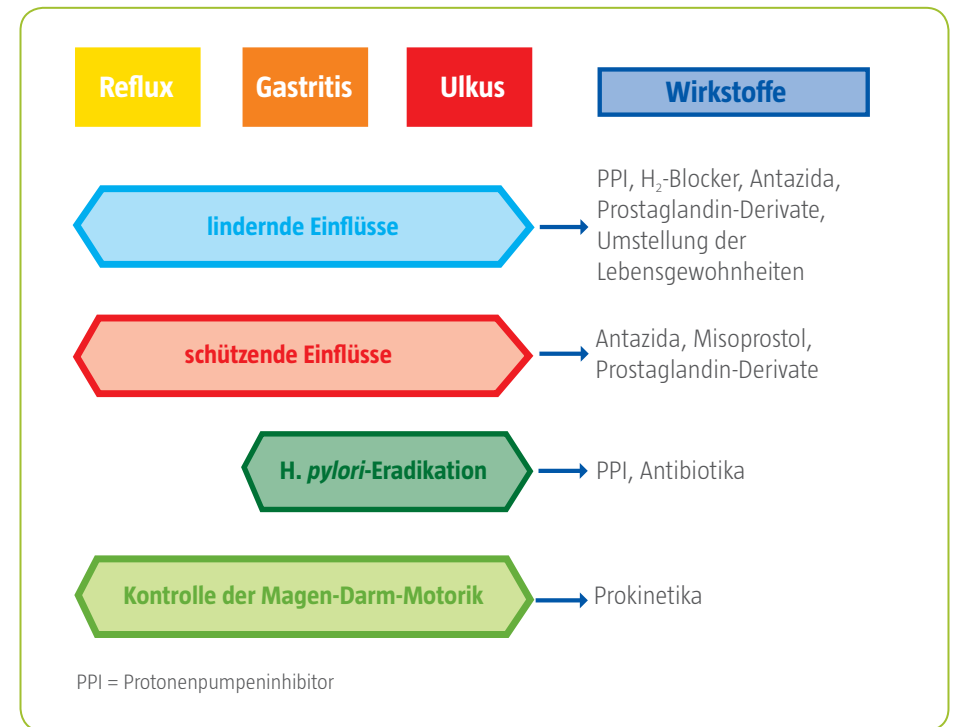 Reflux
Gastritis
Ulkus
Wirkstoffe
lindernde Einflüsse
PPI, H₂-Blocker, Antazida,
Prostaglandin-Derivate,
Umstellung der
Lebensgewohnheiten
schützende Einflüsse
Antazida, Misoprostol,
Prostaglandin-Derivate
H. pylori-Eradikation
PPI, Antibiotika
Kontrolle der Magen-Darm-Motorik
Prokinetika
PPI = Protonenpumpeninhibitor